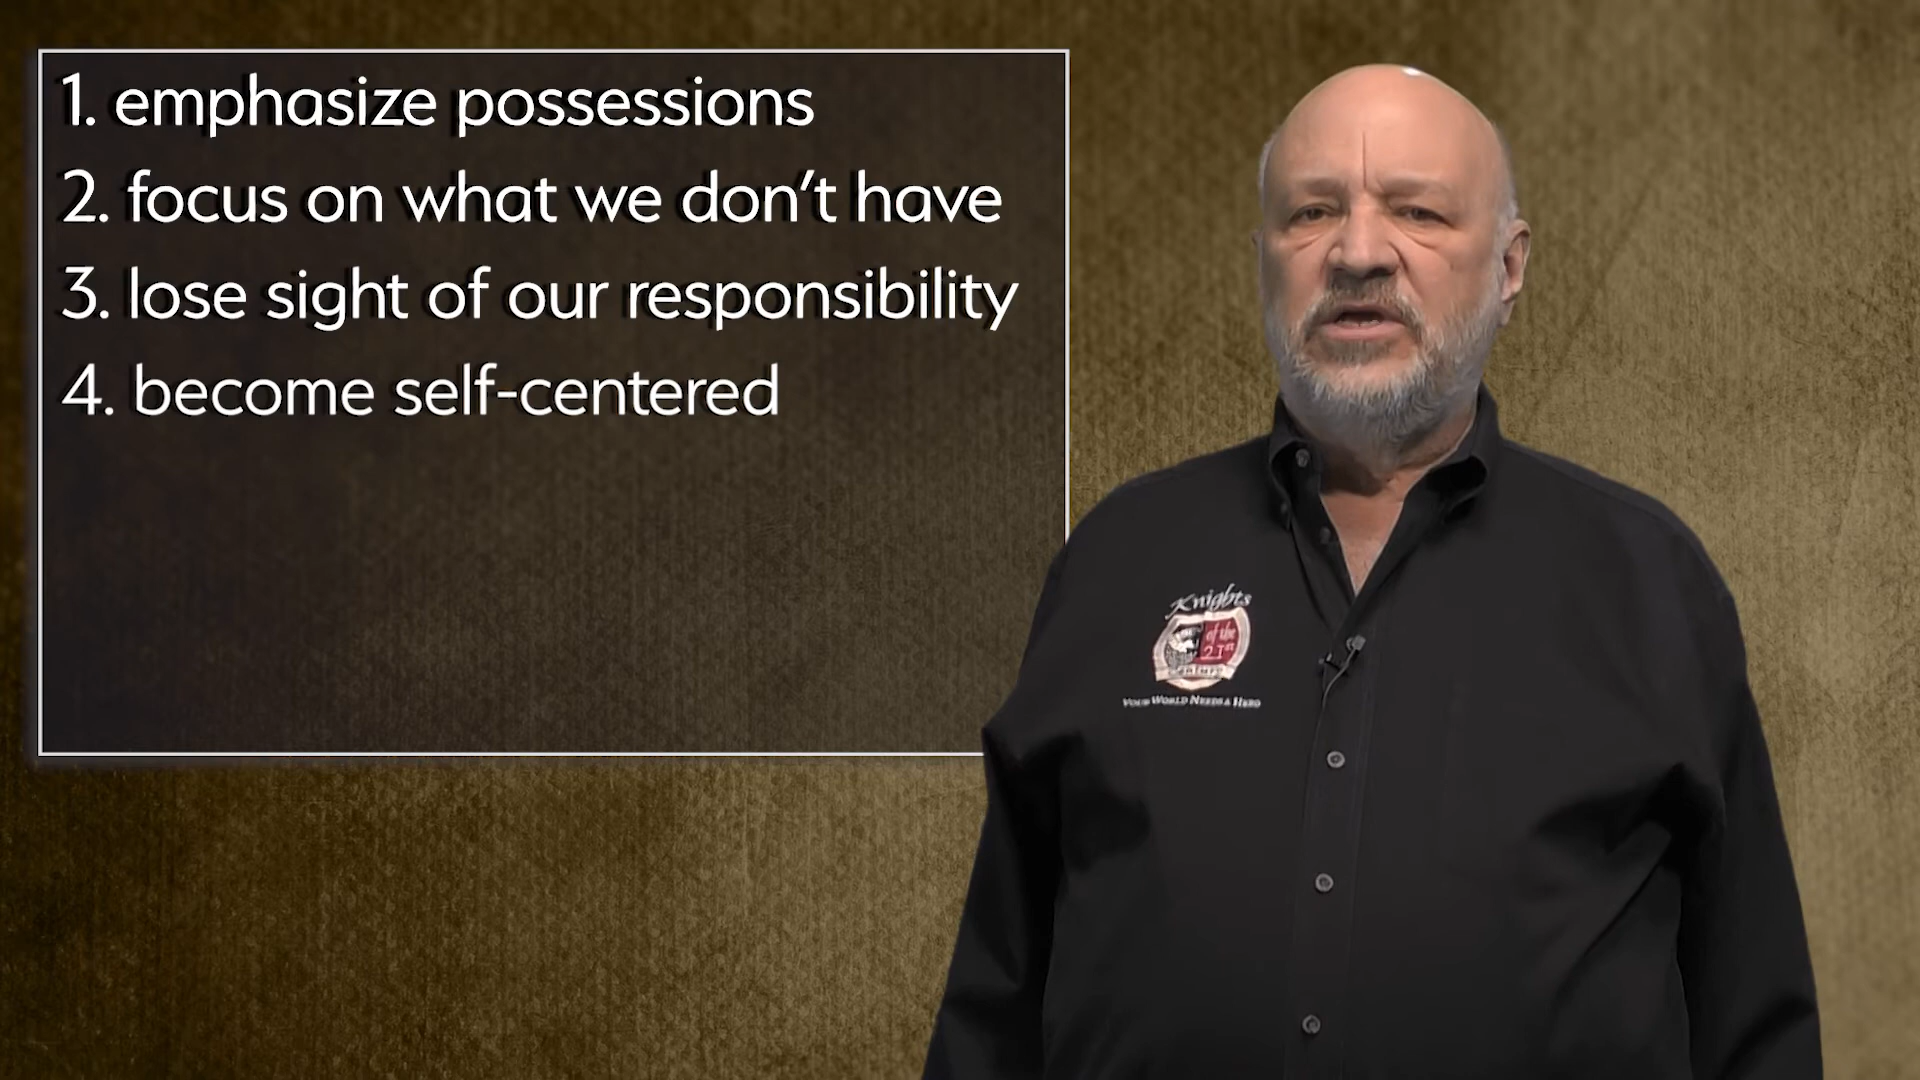 1. emphasize possessions
2. focus on what we don't have
3. lose sight of our responsibility
4. become self-centered
Knights
of the
21st
Century
Your World Needs a Hero